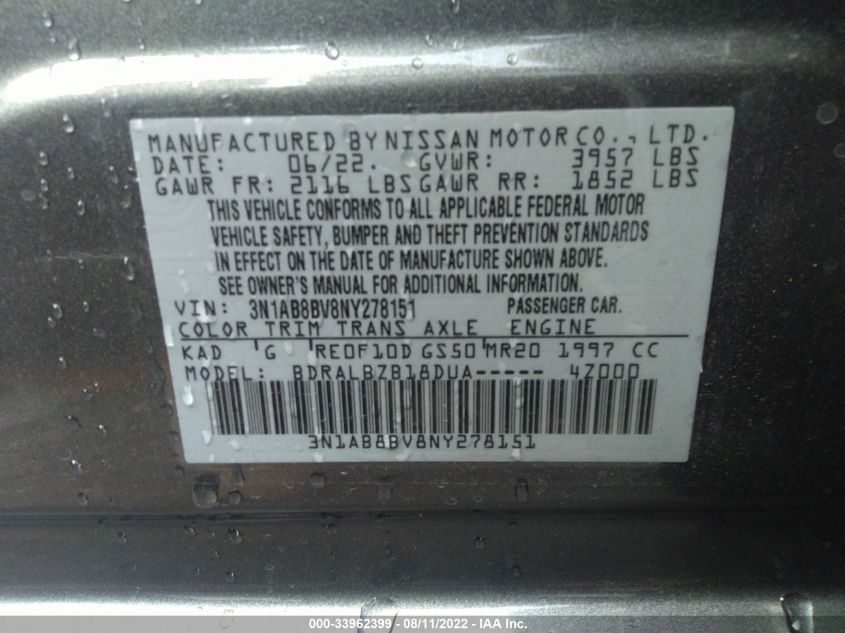 MANUFACTURED BY NISSAN MOTOR CO., LTD.
DATE: 06/22. GVWR: 3957 LBS
GAWR FR: 2116 LBS GAWR RR: 1852 LBS
THIS VEHICLE CONFORMS TO ALL APPLICABLE FEDERAL MOTOR
VEHICLE SAFETY, BUMPER AND THEFT PREVENTION STANDARDS
IN EFFECT ON THE DATE OF MANUFACTURE SHOWN ABOVE.
SEE OWNER'S MANUAL FOR ADDITIONAL INFORMATION.
VIN: 3N1AB8BV8NY278151 PASSENGER CAR.
COLOR TRIM TRANS AXLE ENGINE
KAD G RE0F10D GS50 MR20 1997 CC
MODEL: BDRALBZB18DUA----- 4Z000
3N1AB8BV8NY278151
000-33962399 - 08/11/2022 - IAA Inc.